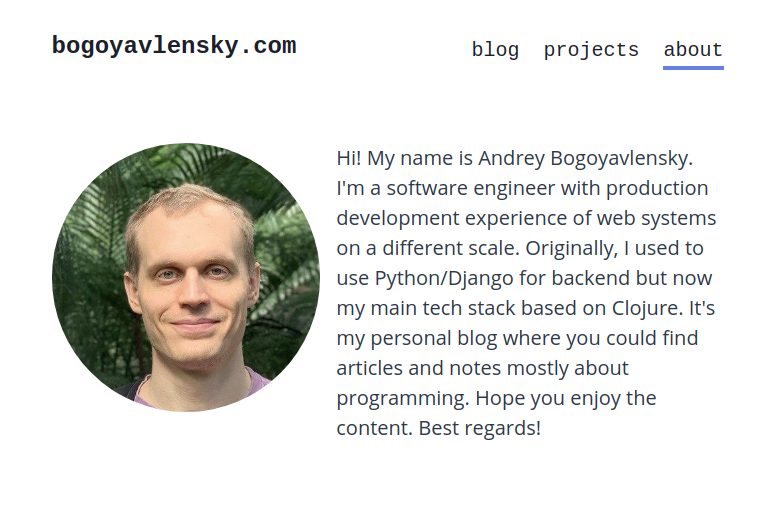 bogoyavlensky.com
blog projects about
Hi! My name is Andrey Bogoyavlensky.
I'm a software engineer with production
development experience of web systems
on a different scale. Originally, I used to
use Python/Django for backend but now
my main tech stack based on Clojure. It's
my personal blog where you could find
articles and notes mostly about
programming. Hope you enjoy the
content. Best regards!